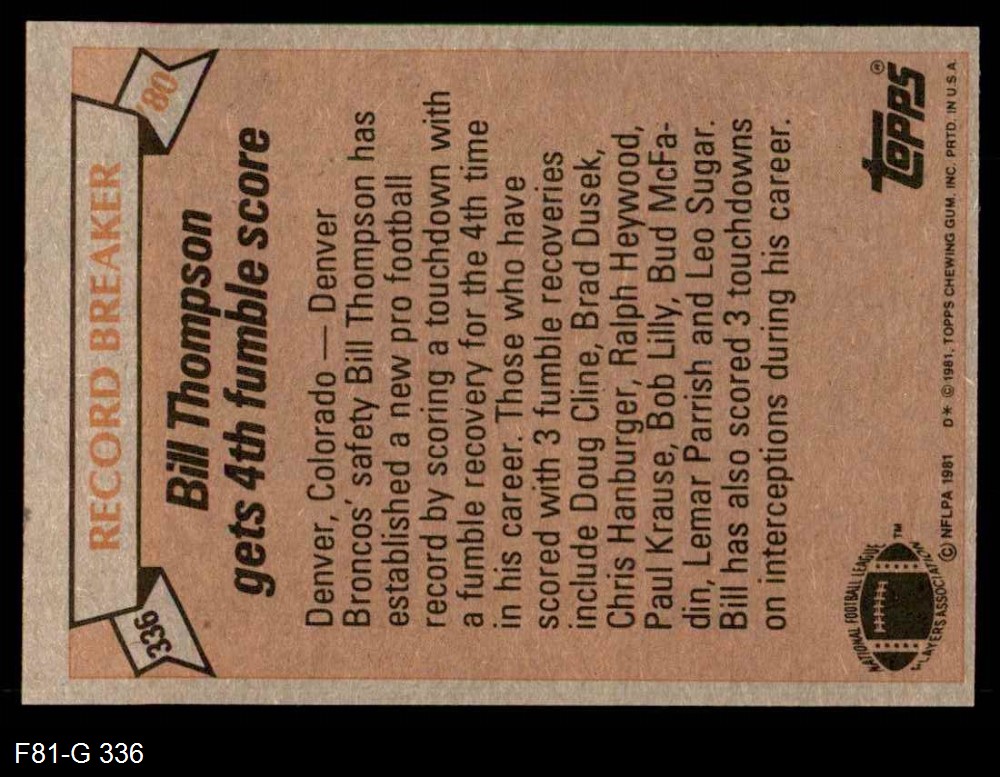 336
RECORD BREAKER
'80
Bill Thompson
gets 4th fumble score
Denver, Colorado — Denver
Broncos' safety Bill Thompson has
established a new pro football
record by scoring a touchdown with
a fumble recovery for the 4th time
in his career. Those who have
scored with 3 fumble recoveries
include Doug Cline, Brad Dusek,
Chris Hanburger, Ralph Heywood,
Paul Krause, Bob Lilly, Bud McFa-
din, Lemar Parrish and Leo Sugar.
Bill has also scored 3 touchdowns
on interceptions during his career.
NATIONAL FOOTBALL LEAGUE
PLAYERS ASSOCIATION
TM
TOPPS ®
© NFLPA 1981 D* © 1981, TOPPS CHEWING GUM, INC. PRTD. IN U.S.A.
F81-G 336